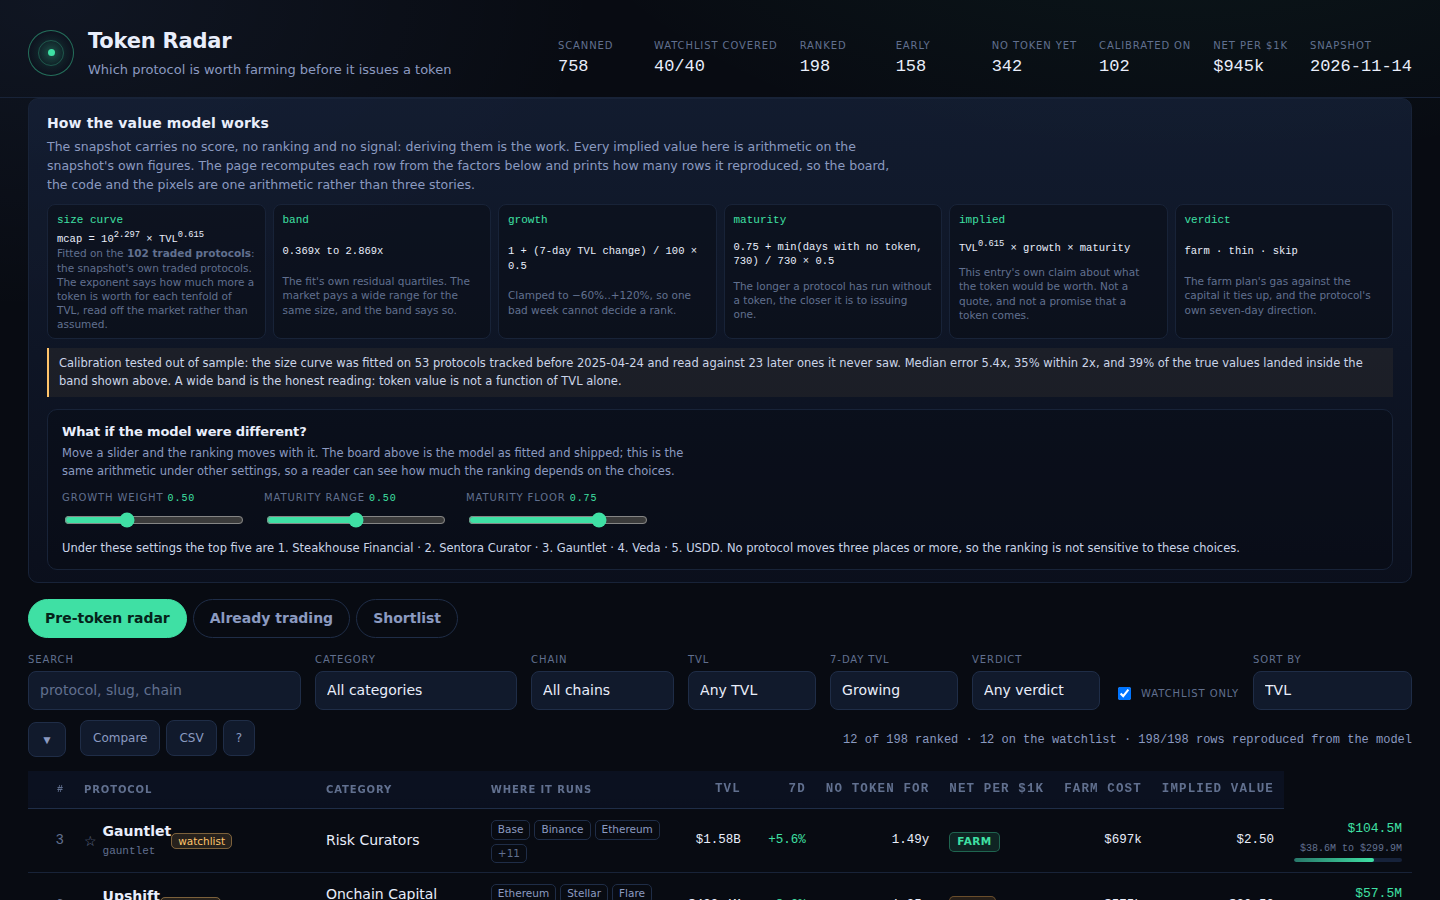 Token Radar
Which protocol is worth farming before it issues a token
SCANNED
758
WATCHLIST COVERED
40/40
RANKED
198
EARLY
158
NO TOKEN YET
342
CALIBRATED ON
102
NET PER $1K
$945k
SNAPSHOT
2026-11-14
How the value model works
The snapshot carries no score, no ranking and no signal: deriving them is the work. Every implied value here is arithmetic on the
snapshot's own figures. The page recomputes each row from the factors below and prints how many rows it reproduced, so the board,
the code and the pixels are one arithmetic rather than three stories.
size curve
mcap = 10^2.297 × TVL^0.615
Fitted on the 102 traded protocols:
the snapshot's own traded protocols.
The exponent says how much more a
token is worth for each tenfold of
TVL, read off the market rather than
assumed.
band
0.369x to 2.869x
The fit's own residual quartiles. The
market pays a wide range for the
same size, and the band says so.
growth
1 + (7-day TVL change) / 100 ×
0.5
Clamped to −60%..+120%, so one
bad week cannot decide a rank.
maturity
0.75 + min(days with no token,
730) / 730 × 0.5
The longer a protocol has run without
a token, the closer it is to issuing
one.
implied
TVL^0.615 × growth × maturity
This entry's own claim about what
the token would be worth. Not a
quote, and not a promise that a
token comes.
verdict
farm · thin · skip
The farm plan's gas against the
capital it ties up, and the protocol's
own seven-day direction.
Calibration tested out of sample: the size curve was fitted on 53 protocols tracked before 2025-04-24 and read against 23 later ones it never saw. Median error 5.4x, 35% within 2x, and 39% of the true values landed inside the
band shown above. A wide band is the honest reading: token value is not a function of TVL alone.
What if the model were different?
Move a slider and the ranking moves with it. The board above is the model as fitted and shipped; this is the
same arithmetic under other settings, so a reader can see how much the ranking depends on the choices.
GROWTH WEIGHT 0.50
MATURITY RANGE 0.50
MATURITY FLOOR 0.75
Under these settings the top five are 1. Steakhouse Financial · 2. Sentora Curator · 3. Gauntlet · 4. Veda · 5. USDD. No protocol moves three places or more, so the ranking is not sensitive to these choices.
Pre-token radar
Already trading
Shortlist
SEARCH
protocol, slug, chain
CATEGORY
All categories
CHAIN
All chains
TVL
Any TVL
7-DAY TVL
Growing
VERDICT
Any verdict
WATCHLIST ONLY
SORT BY
TVL
▼
Compare
CSV
?
12 of 198 ranked · 12 on the watchlist · 198/198 rows reproduced from the model
# PROTOCOL CATEGORY WHERE IT RUNS TVL 7D NO TOKEN FOR NET PER $1K FARM COST IMPLIED VALUE
3 ☆ Gauntlet watchlist
gauntlet
Risk Curators
Base Binance Ethereum
+11
$1.58B +5.6% 1.49y FARM $697k $2.50
$104.5M
$38.6M to $299.9M
Upshift
Onchain Capital
Ethereum Stellar Flare
$57.5M